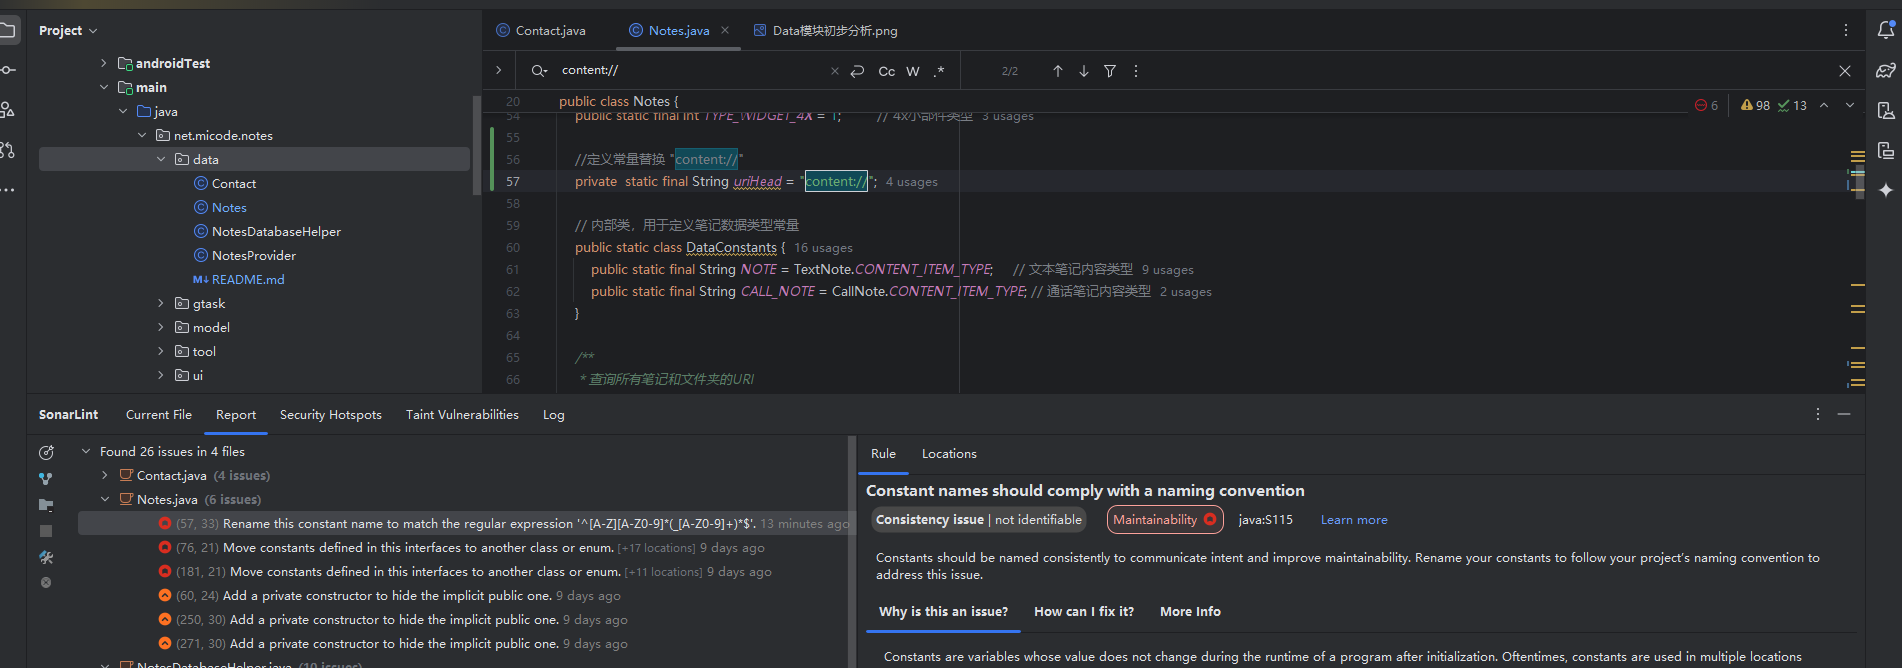 Project
androidTest
main
java
net.micode.notes
data
Contact
Notes
NotesDatabaseHelper
NotesProvider
M↓ README.md
gtask
model
tool
ui
Contact.java
Notes.java
Data模块初步分析.png
content://
Cc W .*
2/2
20 public class Notes {
6 98 13
54 public static final int TYPE_WIDGET_4X = 1; // 4x小部件类型 3 usages
55
56 //定义常量替换 "content://"
57 private static final String uriHead = "content://"; 4 usages
58
59 // 内部类，用于定义笔记数据类型常量
60 public static class DataConstants { 16 usages
61 public static final String NOTE = TextNote.CONTENT_ITEM_TYPE; // 文本笔记内容类型 9 usages
62 public static final String CALL_NOTE = CallNote.CONTENT_ITEM_TYPE; // 通话笔记内容类型 2 usages
63 }
64
65 /**
66 * 查询所有笔记和文件夹的URI
SonarLint Current File Report Security Hotspots Taint Vulnerabilities Log
Found 26 issues in 4 files
Contact.java (4 issues)
Notes.java (6 issues)
(57, 33) Rename this constant name to match the regular expression '^[A-Z][A-Z0-9]*(_[A-Z0-9]+)*$'. 13 minutes ago
(76, 21) Move constants defined in this interfaces to another class or enum. [+17 locations] 9 days ago
(181, 21) Move constants defined in this interfaces to another class or enum. [+11 locations] 9 days ago
(60, 24) Add a private constructor to hide the implicit public one. 9 days ago
(250, 30) Add a private constructor to hide the implicit public one. 9 days ago
(271, 30) Add a private constructor to hide the implicit public one. 9 days ago
NotesDatabaseHelper.java (10 issues)
Rule Locations
Constant names should comply with a naming convention
Consistency issue | not identifiable Maintainability java:S115 Learn more
Constants should be named consistently to communicate intent and improve maintainability. Rename your constants to follow your project's naming convention to
address this issue.
Why is this an issue? How can I fix it? More Info
Constants are variables whose value does not change during the runtime of a program after initialization. Oftentimes, constants are used in multiple locations